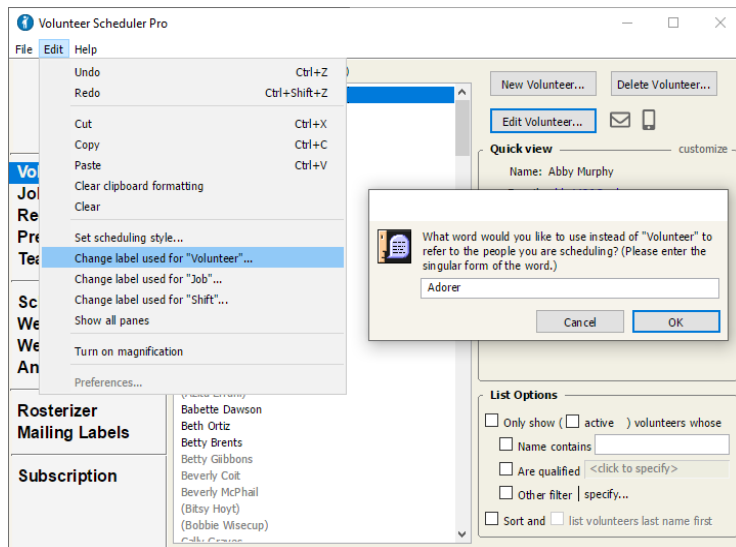 Volunteer Scheduler Pro
File Edit Help
Undo Ctrl+Z
Redo Ctrl+Shift+Z
Cut Ctrl+X
Copy Ctrl+C
Paste Ctrl+V
Clear clipboard formatting
Clear
Set scheduling style...
Change label used for "Volunteer"...
Change label used for "Job"...
Change label used for "Shift"...
Show all panes
Turn on magnification
Preferences...
Rosterizer
Mailing Labels
Subscription
Babette Dawson
Beth Ortiz
Betty Brents
Betty Giibbons
Beverly Coit
Beverly McPhail
(Bitsy Hoyt)
(Bobbie Wisecup)
New Volunteer... Delete Volunteer...
Edit Volunteer...
Quick view customize
Name: Abby Murphy
What word would you like to use instead of "Volunteer" to
refer to the people you are scheduling? (Please enter the
singular form of the word.)
Adorer
Cancel OK
List Options
Only show ( active ) volunteers whose
Name contains
Are qualified <click to specify>
Other filter specify...
Sort and list volunteers last name first